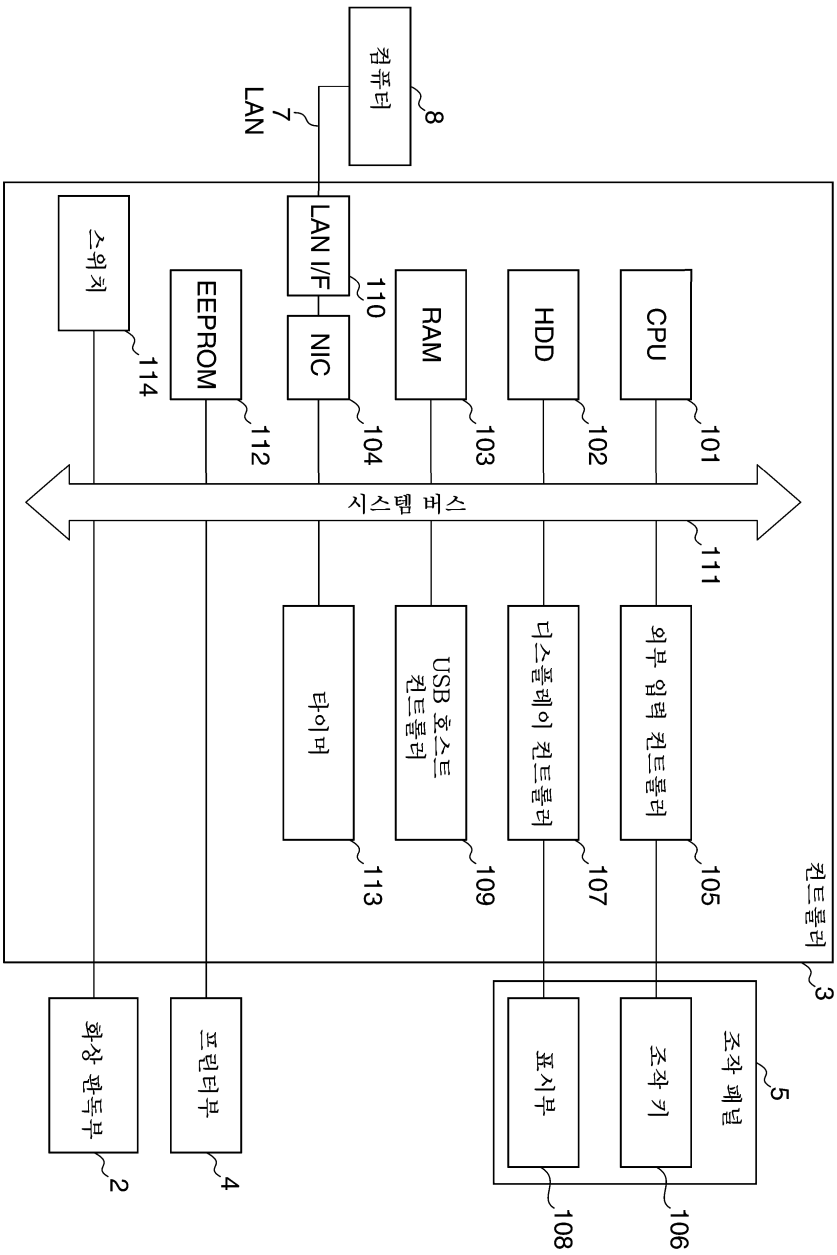 컨트롤러
3
CPU
101
외부 입력 컨트롤러
105
조작 패널
5
조작 키
106
HDD
102
디스플레이 컨트롤러
107
표시부
108
컴퓨터
8
RAM
103
USB 호스트
컨트롤러
109
7
LAN
LAN I/F
110
NIC
104
타이머
113
EEPROM
112
프린터부
4
스위치
114
화상 판독부
2
시스템 버스
111